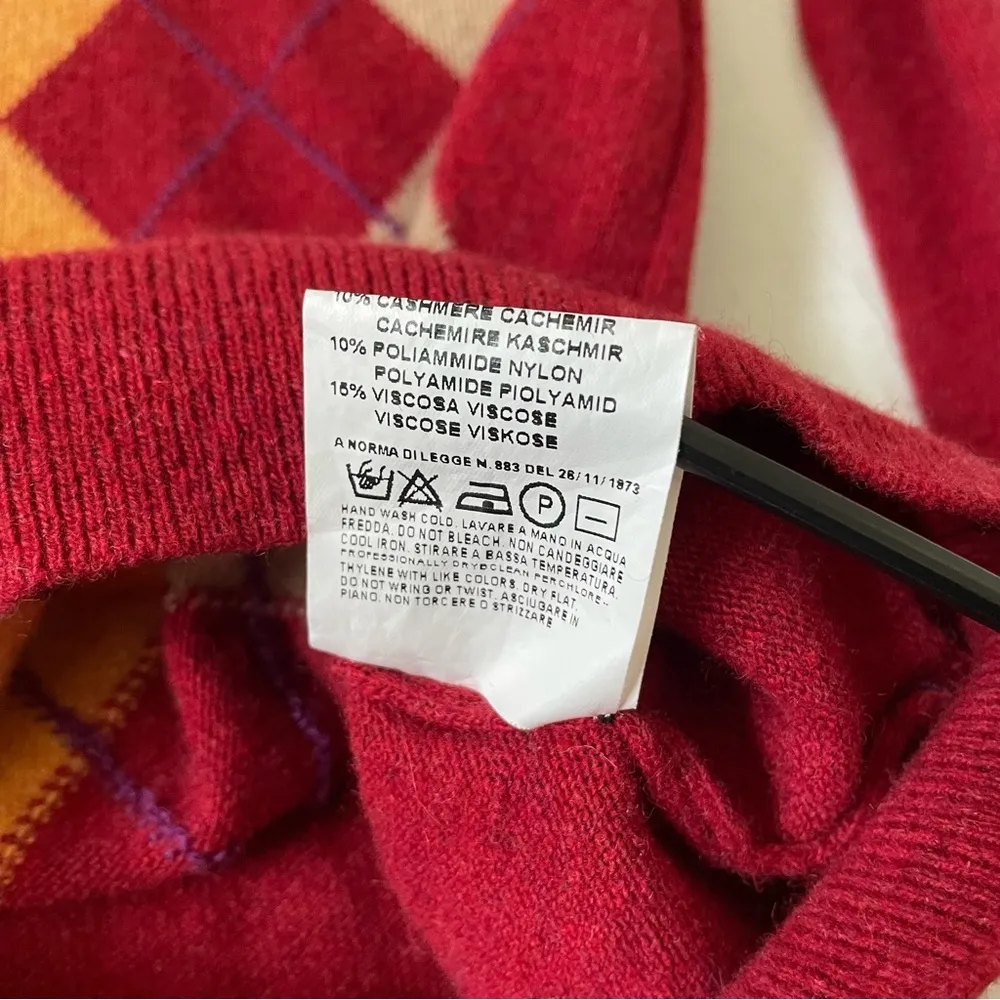 10% CASHMERE CACHEMIR
CACHEMIRE KASCHMIR
10% POLIAMMIDE NYLON
POLYAMIDE PIOLYAMID
15% VISCOSA VISCOSE
VISCOSE VISKOSE
A NORMA DI LEGGE N. 883 DEL 26/11/1973
P
HAND WASH COLD. LAVARE A MANO IN ACQUA
FREDDA. DO NOT BLEACH. NON CANDEGGIARE
COOL IRON. STIRARE A BASSA TEMPERATURA.
PROFESSIONALLY DRYBCLEAN PERCHLORE-
THYLENE WITH LIKE COLORS. DRY FLAT.
DO NOT WRING OR TWIST. ASCIUGARE IN
PIANO. NON TORCERE O STRIZZARE